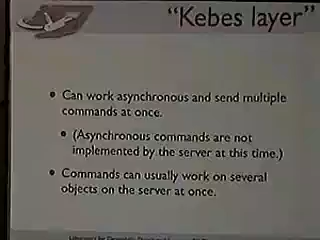 “Kebes layer”
• Can work asynchronous and send multiple
commands at once.
• (Asynchronous commands are not
implemented by the server at this time.)
• Commands can usually work on several
objects on the server at once.